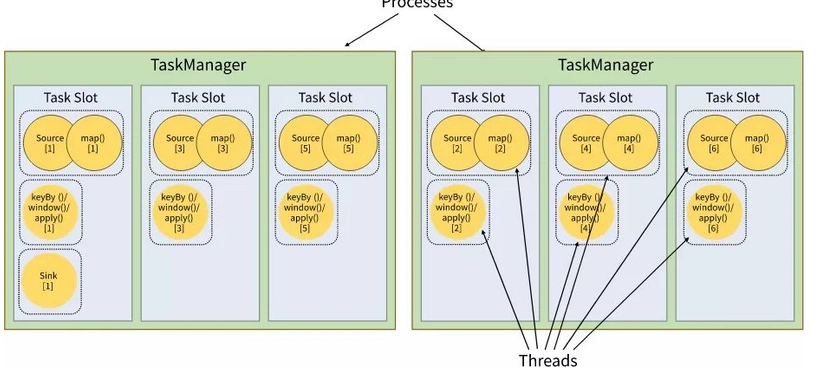 Processes
TaskManager
Task Slot
Source
[1]
map()
[1]
keyBy ()/
window()/
apply()
[1]
Sink
[1]
Task Slot
Source
[3]
map()
[3]
keyBy ()/
window()/
apply()
[3]
Task Slot
Source
[5]
map()
[5]
keyBy ()/
window()/
apply()
[5]
TaskManager
Task Slot
Source
[2]
map()
[2]
keyBy ()/
window()/
apply()
[2]
Task Slot
Source
[4]
map()
[4]
keyBy ()/
window()/
apply()
[4]
Task Slot
Source
[6]
map()
[6]
keyBy ()/
window()/
apply()
[6]
Threads